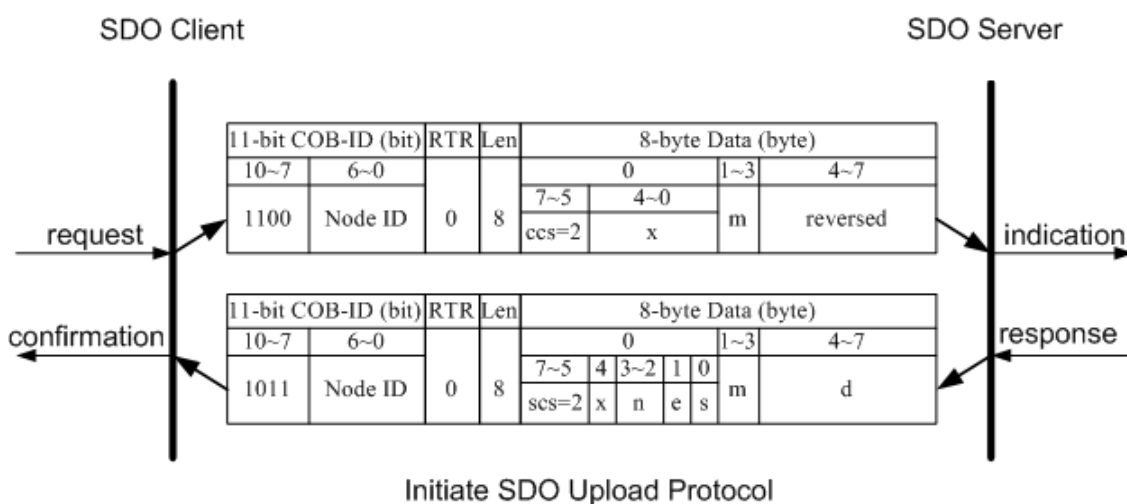 SDO Client
SDO Server
11-bit COB-ID (bit) RTR Len 8-byte Data (byte)
10~7 6~0 0 1~3 4~7
7~5 4~0
1100 Node ID 0 8 ccs=2 x m reversed
request
indication
11-bit COB-ID (bit) RTR Len 8-byte Data (byte)
confirmation
response
10~7 6~0 0 1~3 4~7
7~5 4 3~2 1 0
1011 Node ID 0 8 scs=2 x n e s m d
Initiate SDO Upload Protocol